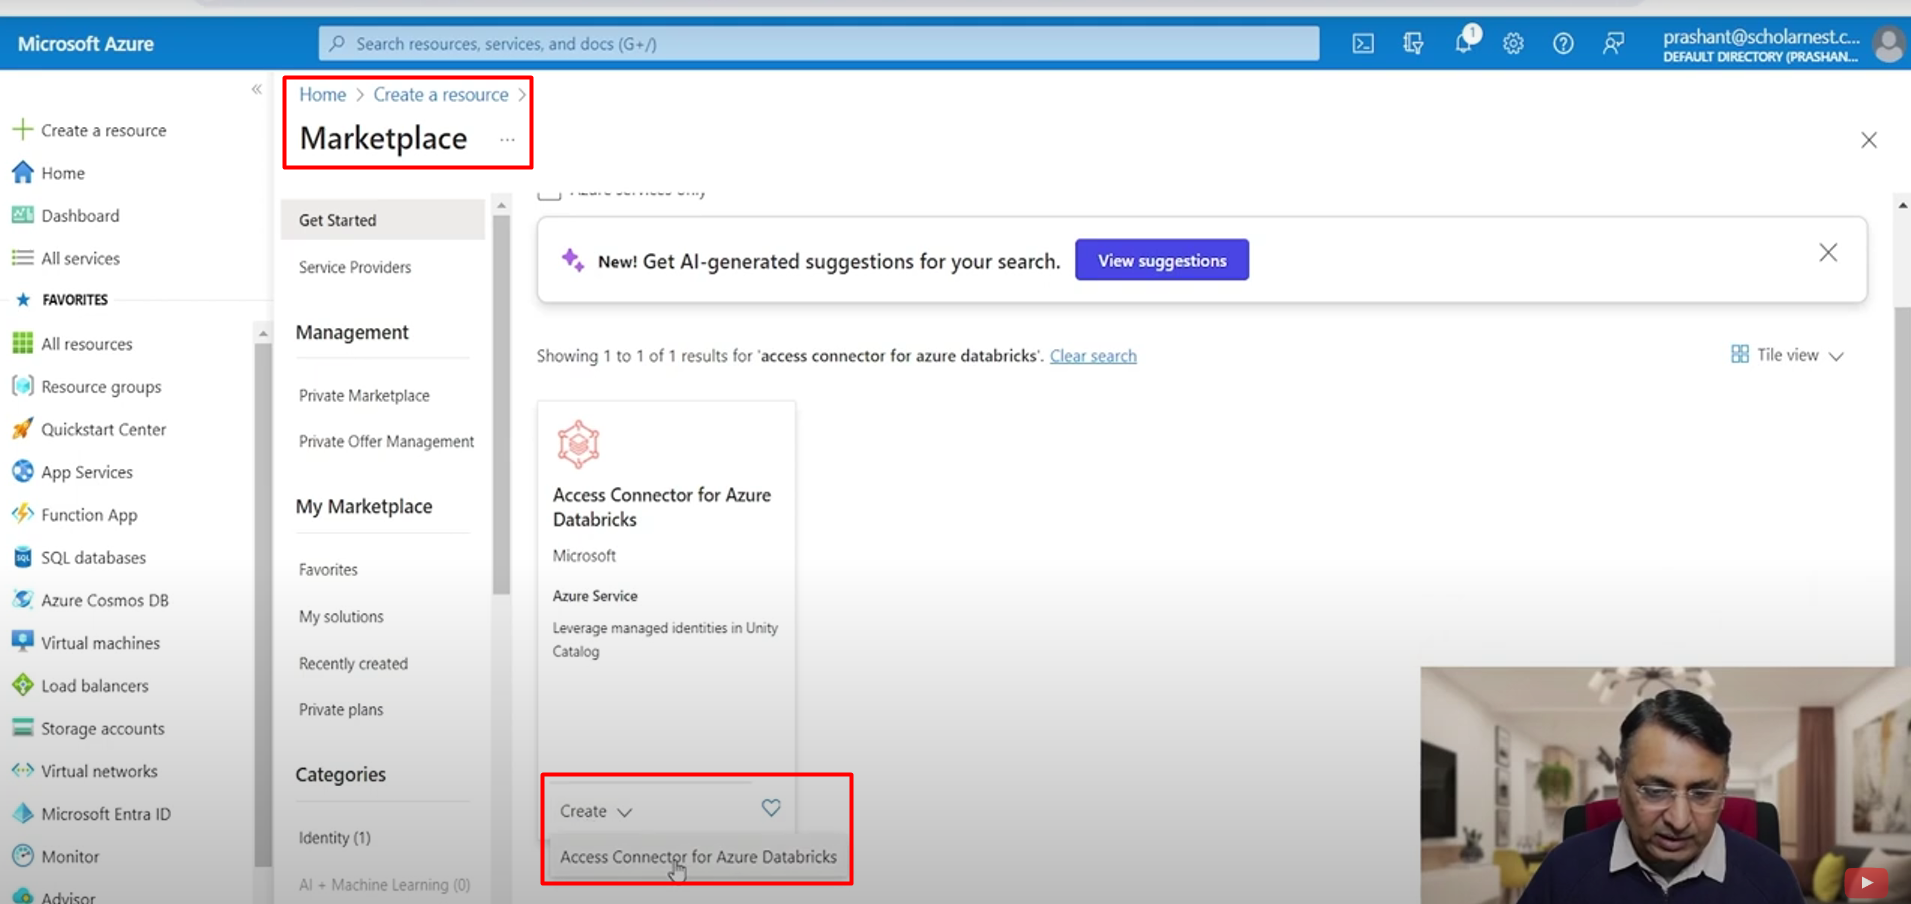 Microsoft Azure
Search resources, services, and docs (G+/)
1
prashant@scholarnest.c...
DEFAULT DIRECTORY (PRASHAN...
«
Create a resource
Home
Dashboard
All services
FAVORITES
All resources
Resource groups
Quickstart Center
App Services
Function App
SQL databases
Azure Cosmos DB
Virtual machines
Load balancers
Storage accounts
Virtual networks
Microsoft Entra ID
Monitor
Advisor
Home > Create a resource >
Marketplace ...
Get Started
Service Providers
Management
Private Marketplace
Private Offer Management
My Marketplace
Favorites
My solutions
Recently created
Private plans
Categories
Identity (1)
AI + Machine Learning (0)
Azure services only
New! Get AI-generated suggestions for your search.
View suggestions
Showing 1 to 1 of 1 results for 'access connector for azure databricks'. Clear search
Tile view
Access Connector for Azure
Databricks
Microsoft
Azure Service
Leverage managed identities in Unity
Catalog
Create
Access Connector for Azure Databricks